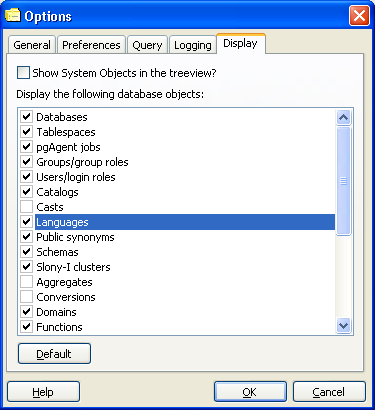 Options
General Preferences Query Logging Display
Show System Objects in the treeview?
Display the following database objects:
Databases
Tablespaces
pgAgent jobs
Groups/group roles
Users/login roles
Catalogs
Casts
Languages
Public synonyms
Schemas
Slony-I clusters
Aggregates
Conversions
Domains
Functions
Default
Help OK Cancel